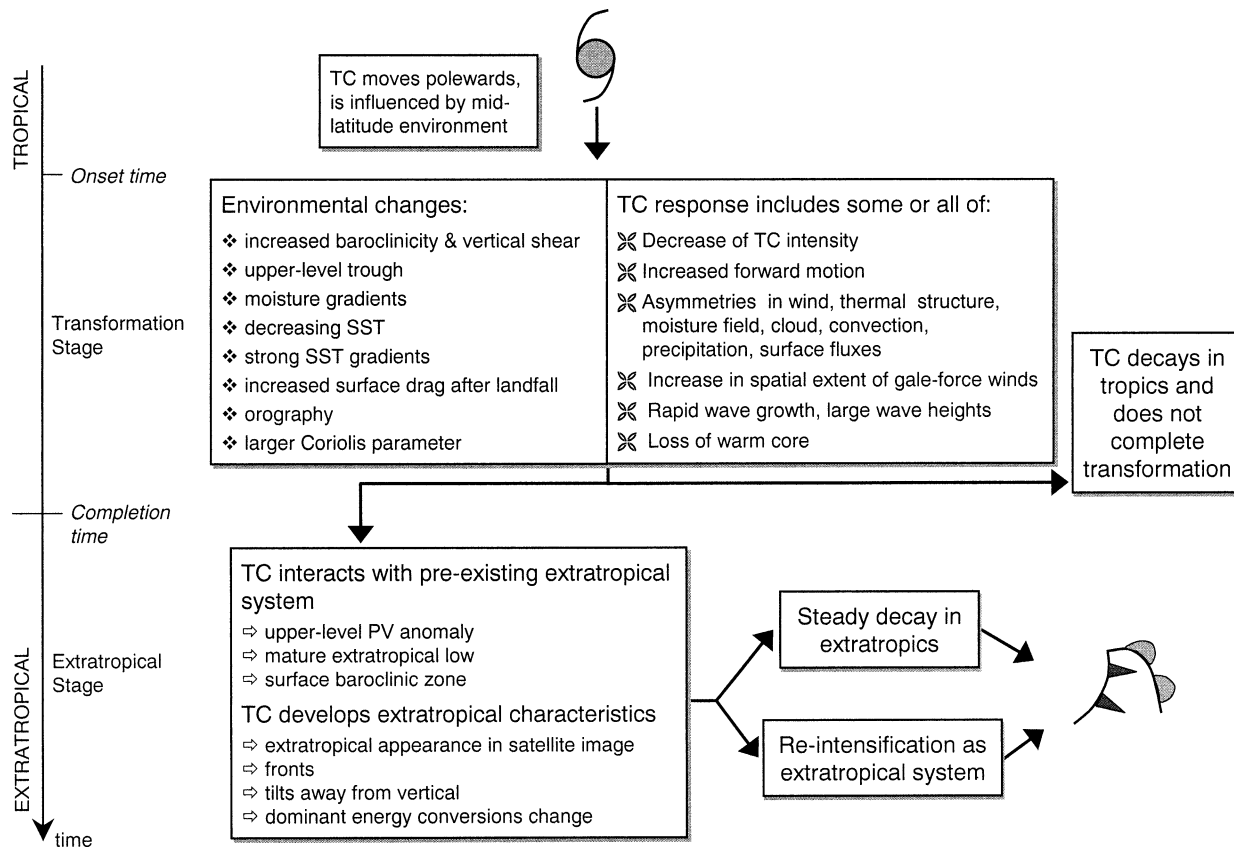 TROPICAL
TC moves polewards,
is influenced by mid-
latitude environment
Onset time
Transformation
Stage
Environmental changes:
❖ increased baroclinicity & vertical shear
❖ upper-level trough
❖ moisture gradients
❖ decreasing SST
❖ strong SST gradients
❖ increased surface drag after landfall
❖ orography
❖ larger Coriolis parameter
TC response includes some or all of:
Decrease of TC intensity
Increased forward motion
Asymmetries in wind, thermal structure,
moisture field, cloud, convection,
precipitation, surface fluxes
Increase in spatial extent of gale-force winds
Rapid wave growth, large wave heights
Loss of warm core
TC decays in
tropics and
does not
complete
transformation
Completion
time
EXTRATROPICAL
Extratropical
Stage
TC interacts with pre-existing extratropical
system
⇨ upper-level PV anomaly
⇨ mature extratropical low
⇨ surface baroclinic zone
TC develops extratropical characteristics
⇨ extratropical appearance in satellite image
⇨ fronts
⇨ tilts away from vertical
⇨ dominant energy conversions change
Steady decay in
extratropics
Re-intensification as
extratropical system
time